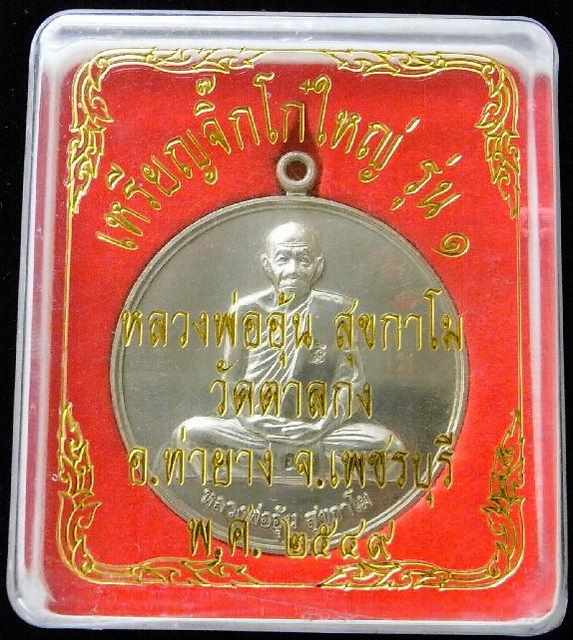 เหรียญจิ๊กโก๋ใหญ่ รุ่น ๑
หลวงพ่ออุ้น สุขกาโม
วัดตาลกง
อ.ท่ายาง จ.เพชรบุรี
หลวงพ่ออุ้น สุขกาโม
พ.ศ. ๒๕๔๙